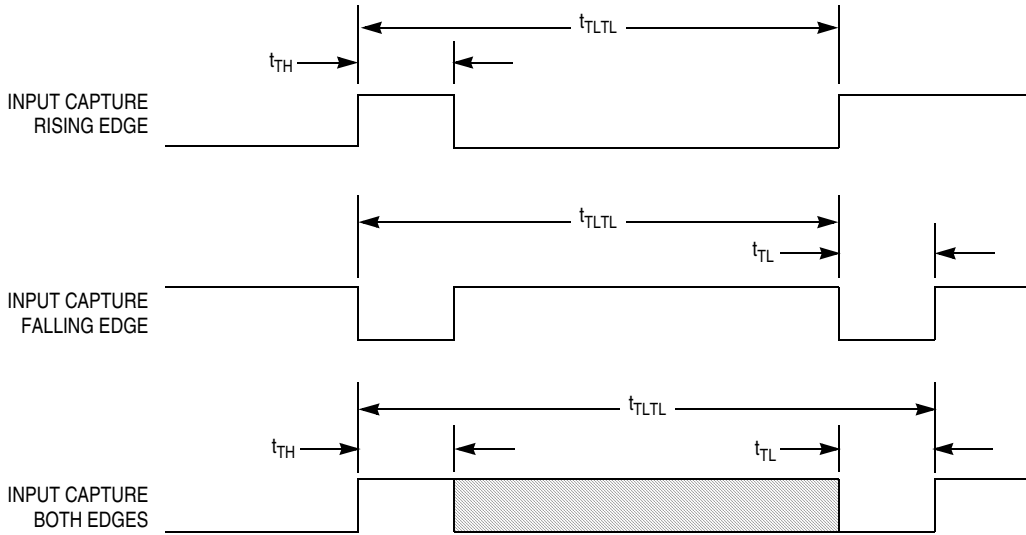 tTLTL
tTH
INPUT CAPTURE
RISING EDGE
tTLTL
tTL
INPUT CAPTURE
FALLING EDGE
tTLTL
tTH
tTL
INPUT CAPTURE
BOTH EDGES